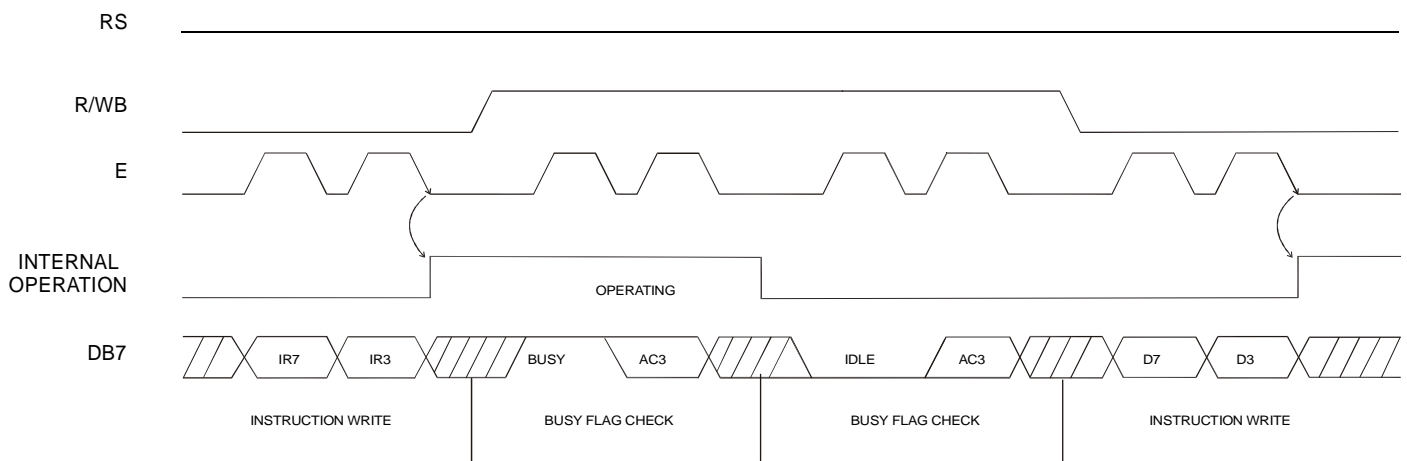 RS
R/WB
E
INTERNAL
OPERATION
OPERATING
DB7
IR7 IR3 BUSY AC3 IDLE AC3 D7 D3
INSTRUCTION WRITE BUSY FLAG CHECK BUSY FLAG CHECK INSTRUCTION WRITE